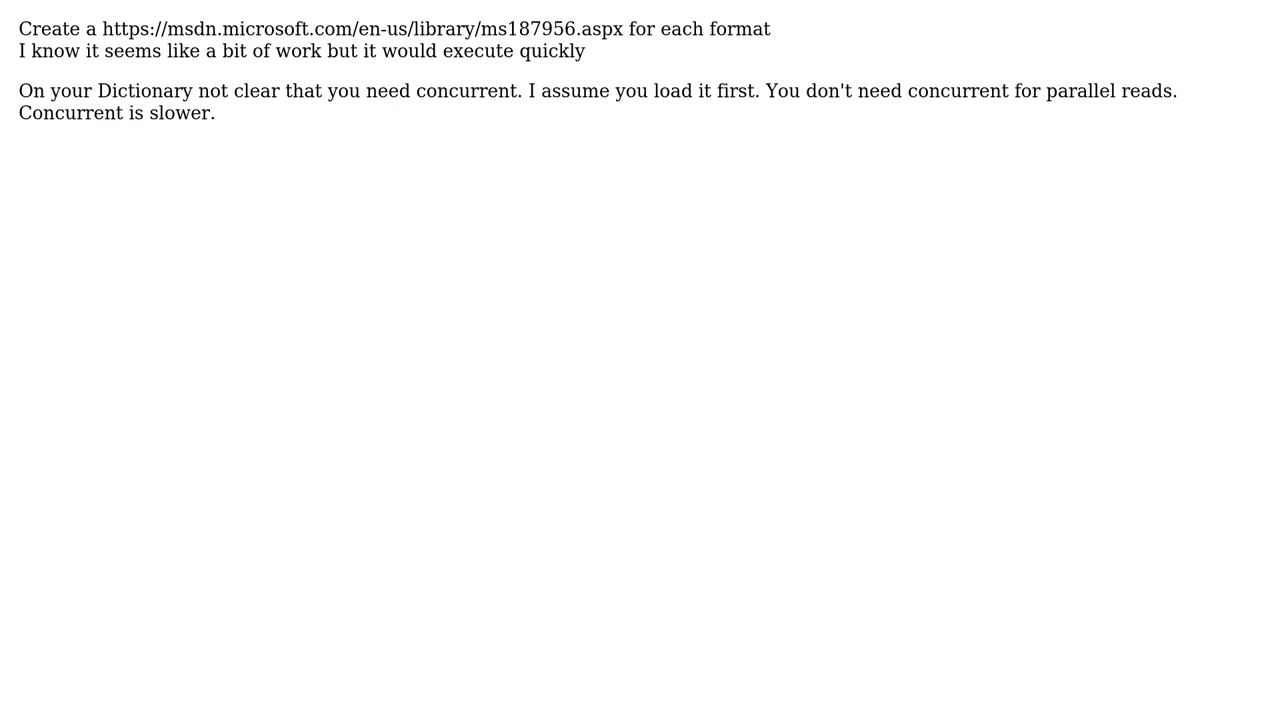 Create a https://msdn.microsoft.com/en-us/library/ms187956.aspx for each format
I know it seems like a bit of work but it would execute quickly
On your Dictionary not clear that you need concurrent. I assume you load it first. You don't need concurrent for parallel reads.
Concurrent is slower.